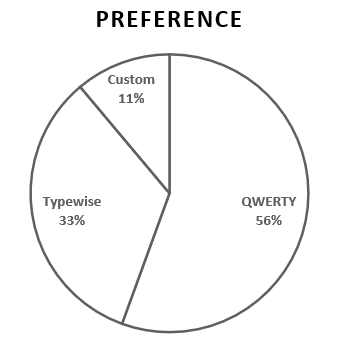 PREFERENCE
Custom
11%
Typewise
33%
QWERTY
56%